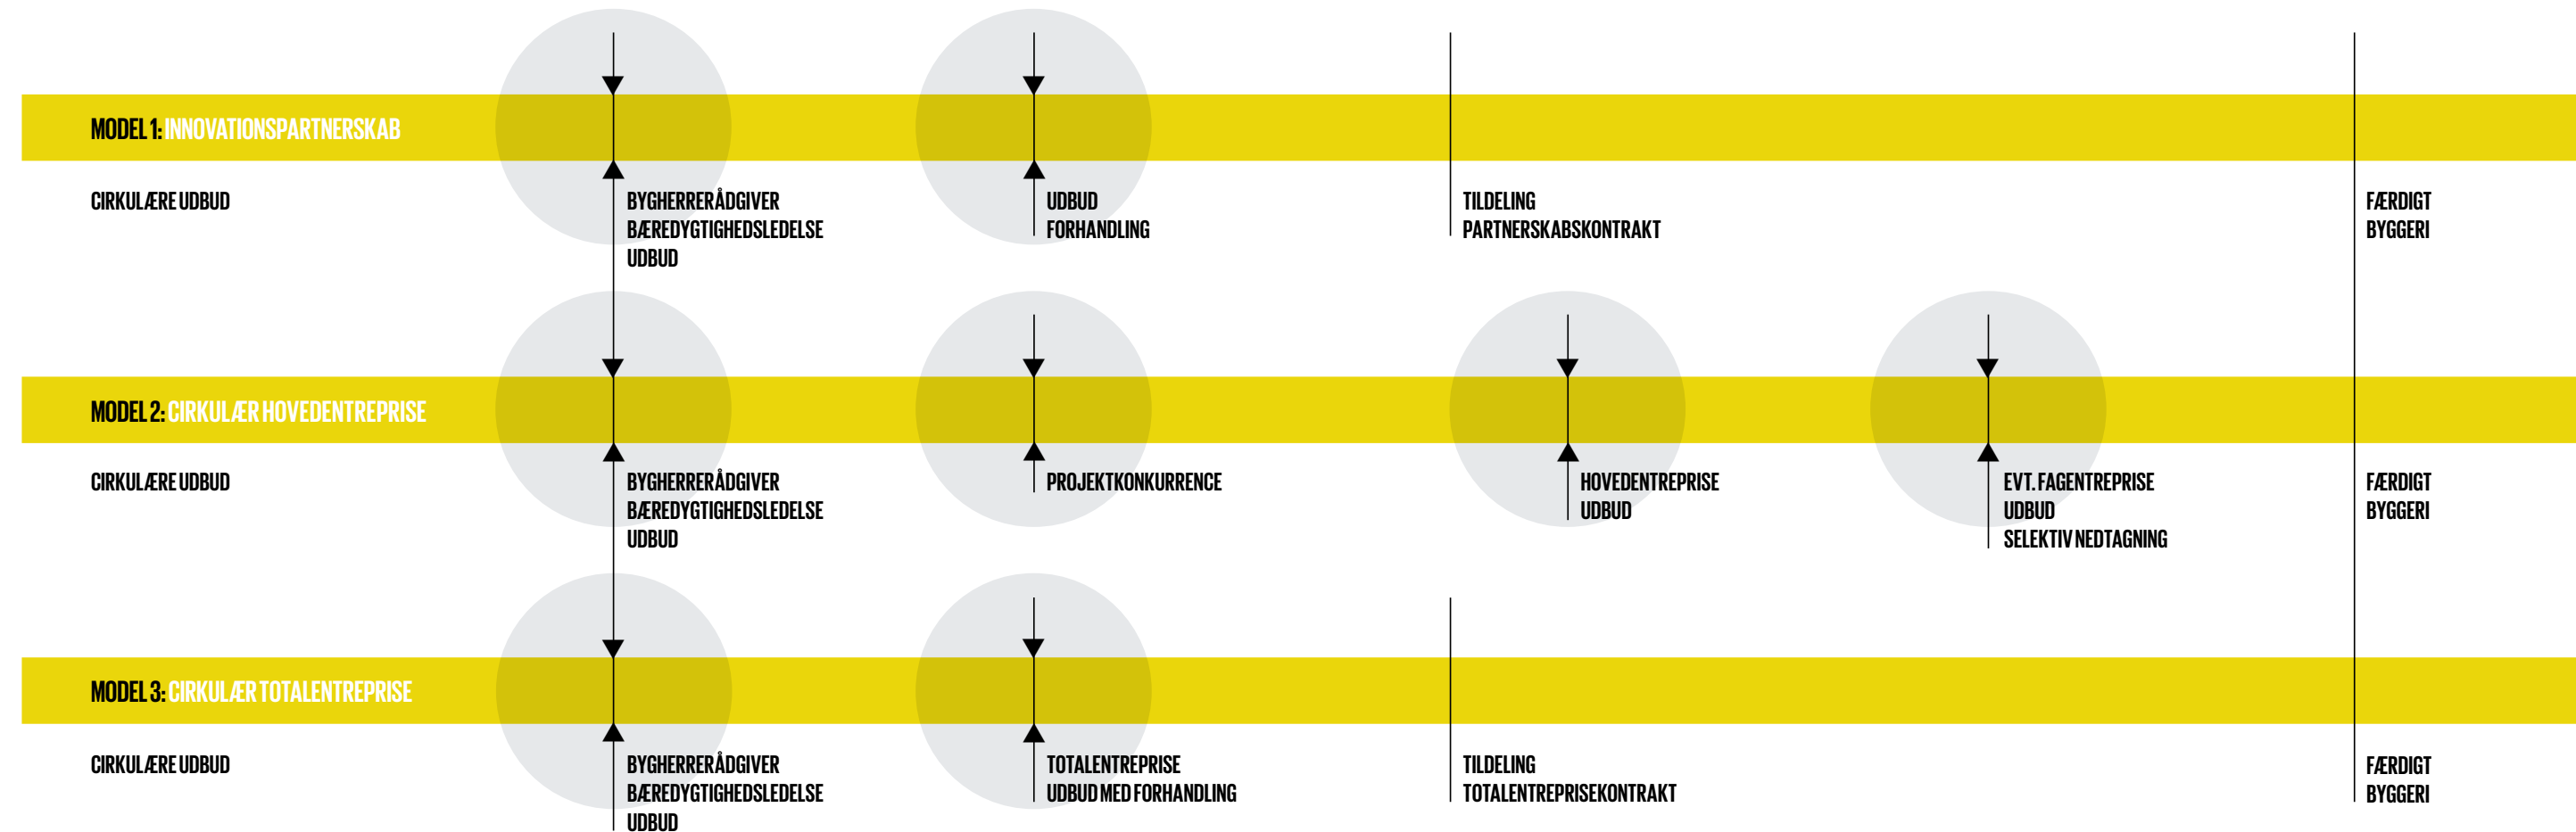 MODEL 1: INNOVATIONSPARTNERSKAB
CIRKULÆRE UDBUD
BYGHERRERÅDGIVER
BÆREDYGTIGHEDSLEDELSE
UDBUD
UDBUD
FORHANDLING
TILDELING
PARTNERSKABSKONTRAKT
FÆRDIGT
BYGGERI
MODEL 2: CIRKULÆR HOVEDENTREPRISE
CIRKULÆRE UDBUD
BYGHERRERÅDGIVER
BÆREDYGTIGHEDSLEDELSE
UDBUD
PROJEKTKONKURRENCE
HOVEDENTREPRISE
UDBUD
EVT. FAGENTREPRISE
UDBUD
SELEKTIV NEDTAGNING
FÆRDIGT
BYGGERI
MODEL 3: CIRKULÆR TOTALENTREPRISE
CIRKULÆRE UDBUD
BYGHERRERÅDGIVER
BÆREDYGTIGHEDSLEDELSE
UDBUD
TOTALENTREPRISE
UDBUD MED FORHANDLING
TILDELING
TOTALENTREPRISEKONTRAKT
FÆRDIGT
BYGGERI